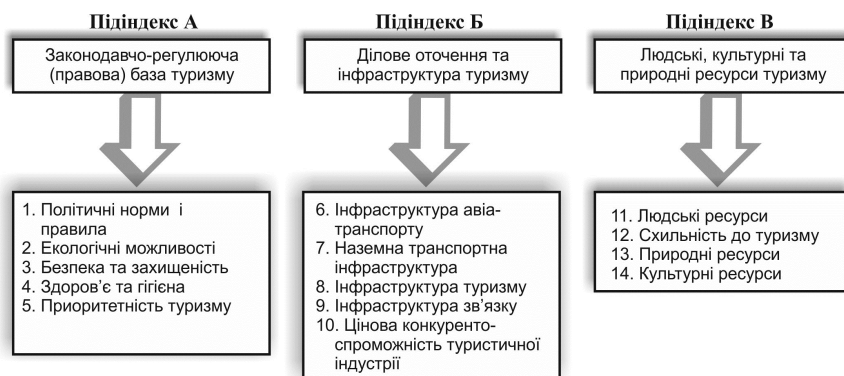 Підіндекс А
Законодавчо-регулююча
(правова) база туризму
1. Політичні норми і
правила
2. Екологічні можливості
3. Безпека та захищеність
4. Здоров'є та гігієна
5. Приоритетність туризму
Підіндекс Б
Ділове оточення та
інфраструктура туризму
6. Інфраструктура авіа-
транспорту
7. Наземна транспортна
інфраструктура
8. Інфраструктура туризму
9. Інфраструктура зв'язку
10. Цінова конкуренто-
спроможність туристичної
індустрії
Підіндекс В
Людські, культурні та
природні ресурси туризму
11. Людські ресурси
12. Схильність до туризму
13. Природні ресурси
14. Культурні ресурси